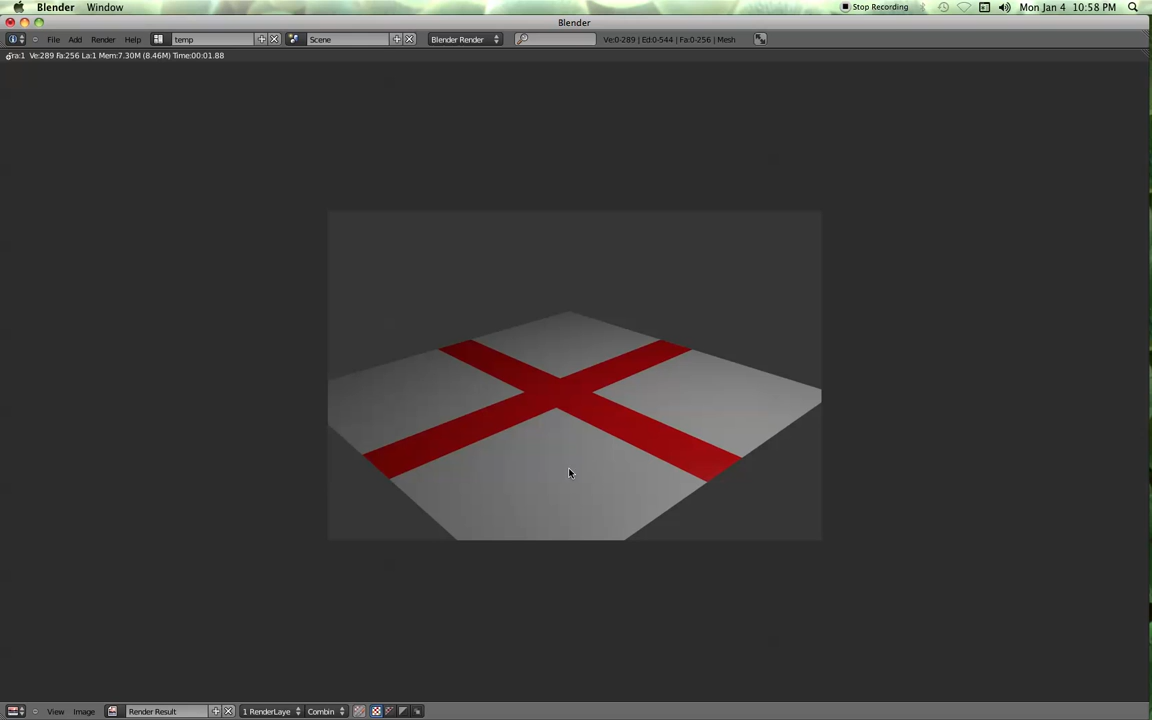 Blender Window Stop Recording Mon Jan 4 10:58 PM
Blender
File Add Render Help temp Scene Blender Render Ve:0-289 | Ed:0-544 | Fa:0-256 | Mesh
Fra:1 Ve:289 Fa:256 La:1 Mem:7.30M (8.46M) Time:00:01.88
View Image Render Result 1 RenderLaye Combin